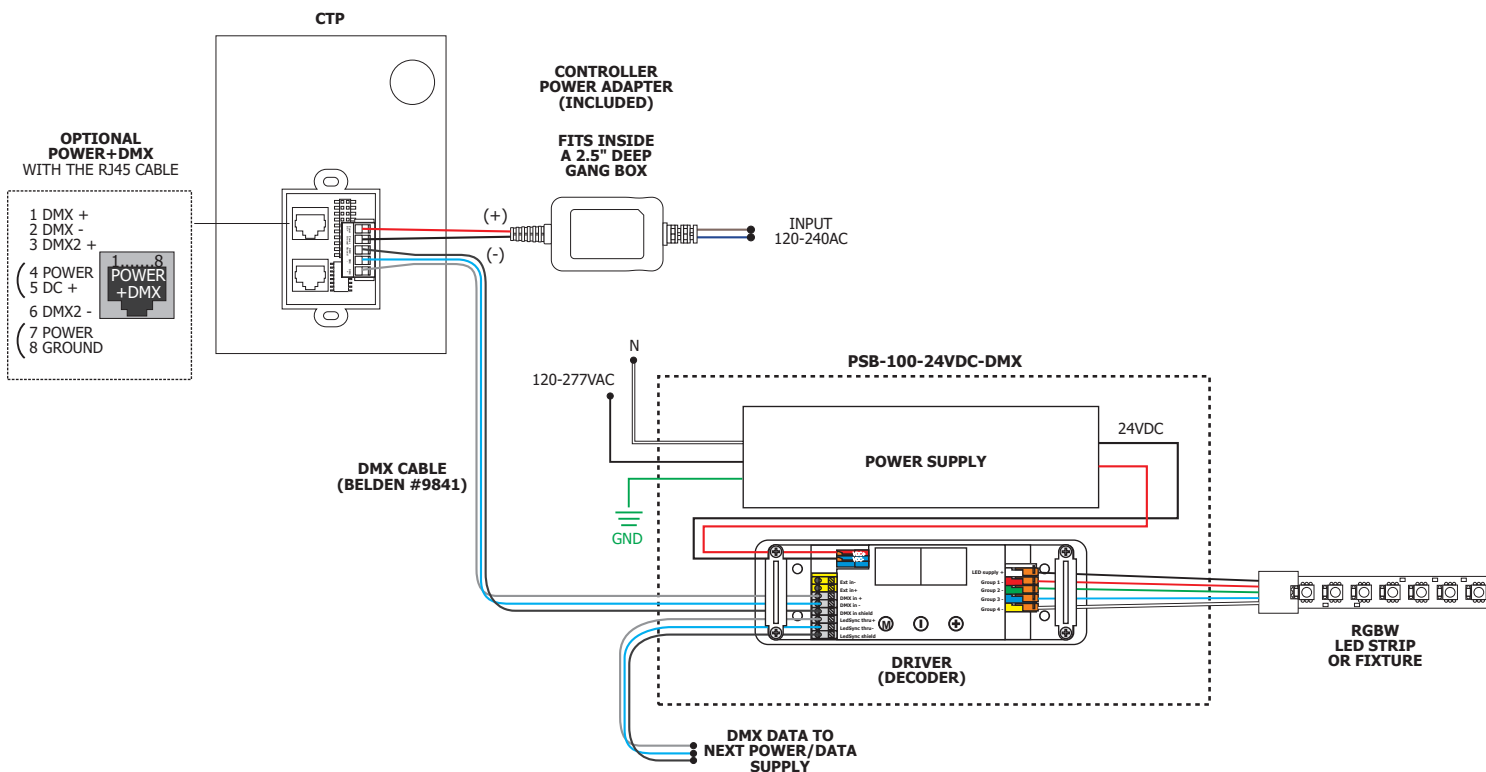 CTP
CONTROLLER
POWER ADAPTER
(INCLUDED)
FITS INSIDE
A 2.5" DEEP
GANG BOX
OPTIONAL
POWER+DMX
WITH THE RJ45 CABLE
1 DMX +
2 DMX -
3 DMX2 +
4 POWER
5 DC +
6 DMX2 -
7 POWER
8 GROUND
1......8
POWER
+DMX
(+)
(-)
INPUT
120-240AC
N
120-277VAC
PSB-100-24VDC-DMX
24VDC
POWER SUPPLY
GND
DMX CABLE
(BELDEN #9841)
VDC+
VDC-
Ext in-
Ext in+
DMX in +
DMX in -
DMX in shield
LedSync thru+
LedSync thru-
LedSync shield
M
I
+
LED supply +
Group 1 -
Group 2 -
Group 3 -
Group 4 -
DRIVER
(DECODER)
RGBW
LED STRIP
OR FIXTURE
DMX DATA TO
NEXT POWER/DATA
SUPPLY